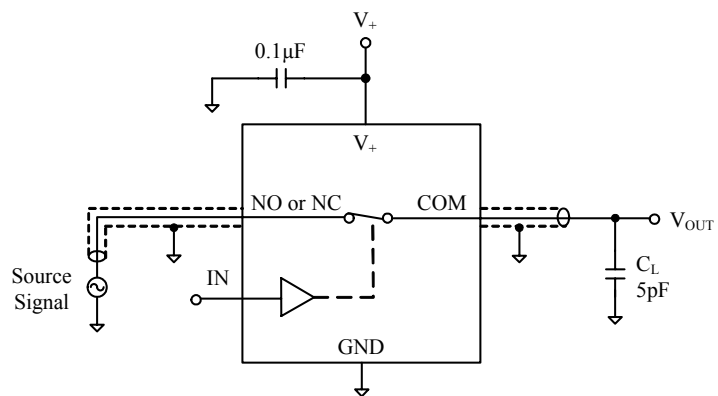 V+
0.1µF
V+
NO or NC
COM
VOUT
Source
Signal
IN
CL
5pF
GND